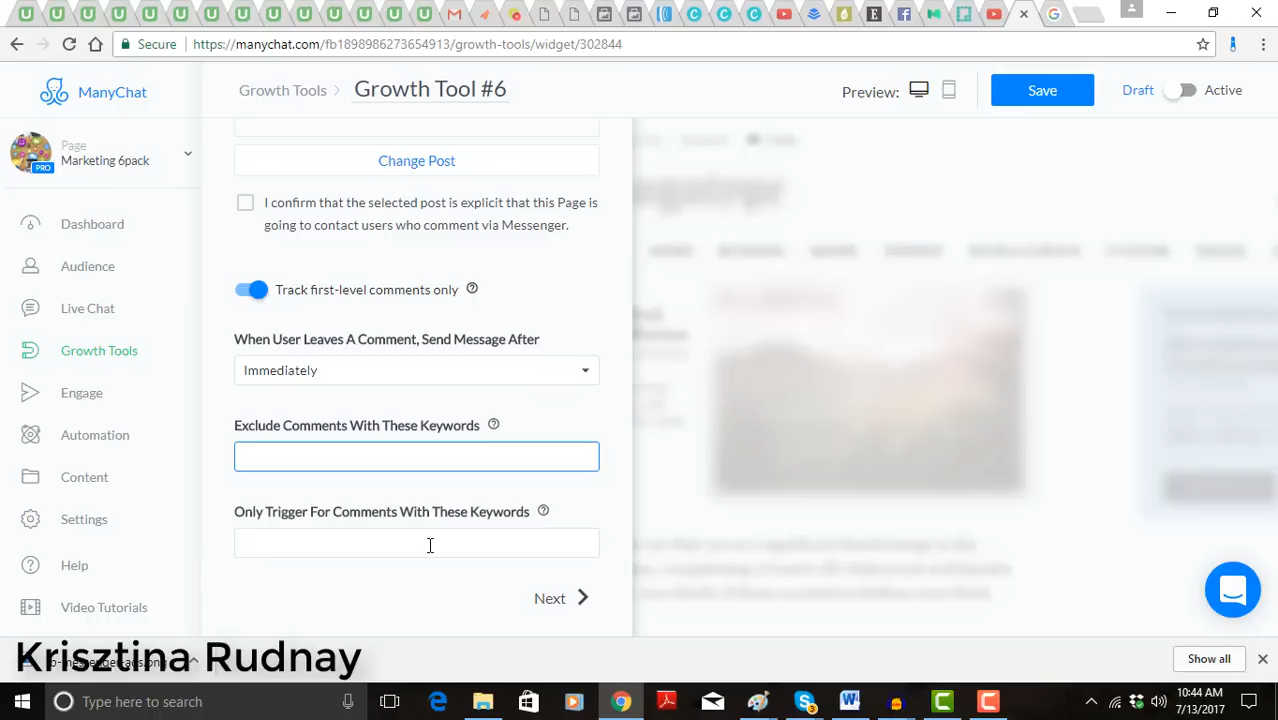 Secure
https://manychat.com/fb1898986273654913/growth-tools/widget/302844
ManyChat
Growth Tools
Growth Tool #6
Preview:
Save
Draft
Active
Page
Marketing 6pack
PRO
Dashboard
Audience
Live Chat
Growth Tools
Engage
Automation
Content
Settings
Help
Video Tutorials
Change Post
I confirm that the selected post is explicit that this Page is
going to contact users who comment via Messenger.
Track first-level comments only
When User Leaves A Comment, Send Message After
Immediately
Exclude Comments With These Keywords
Only Trigger For Comments With These Keywords
Next
Krisztina Rudnay
Show all
Type here to search
10:44 AM
7/13/2017